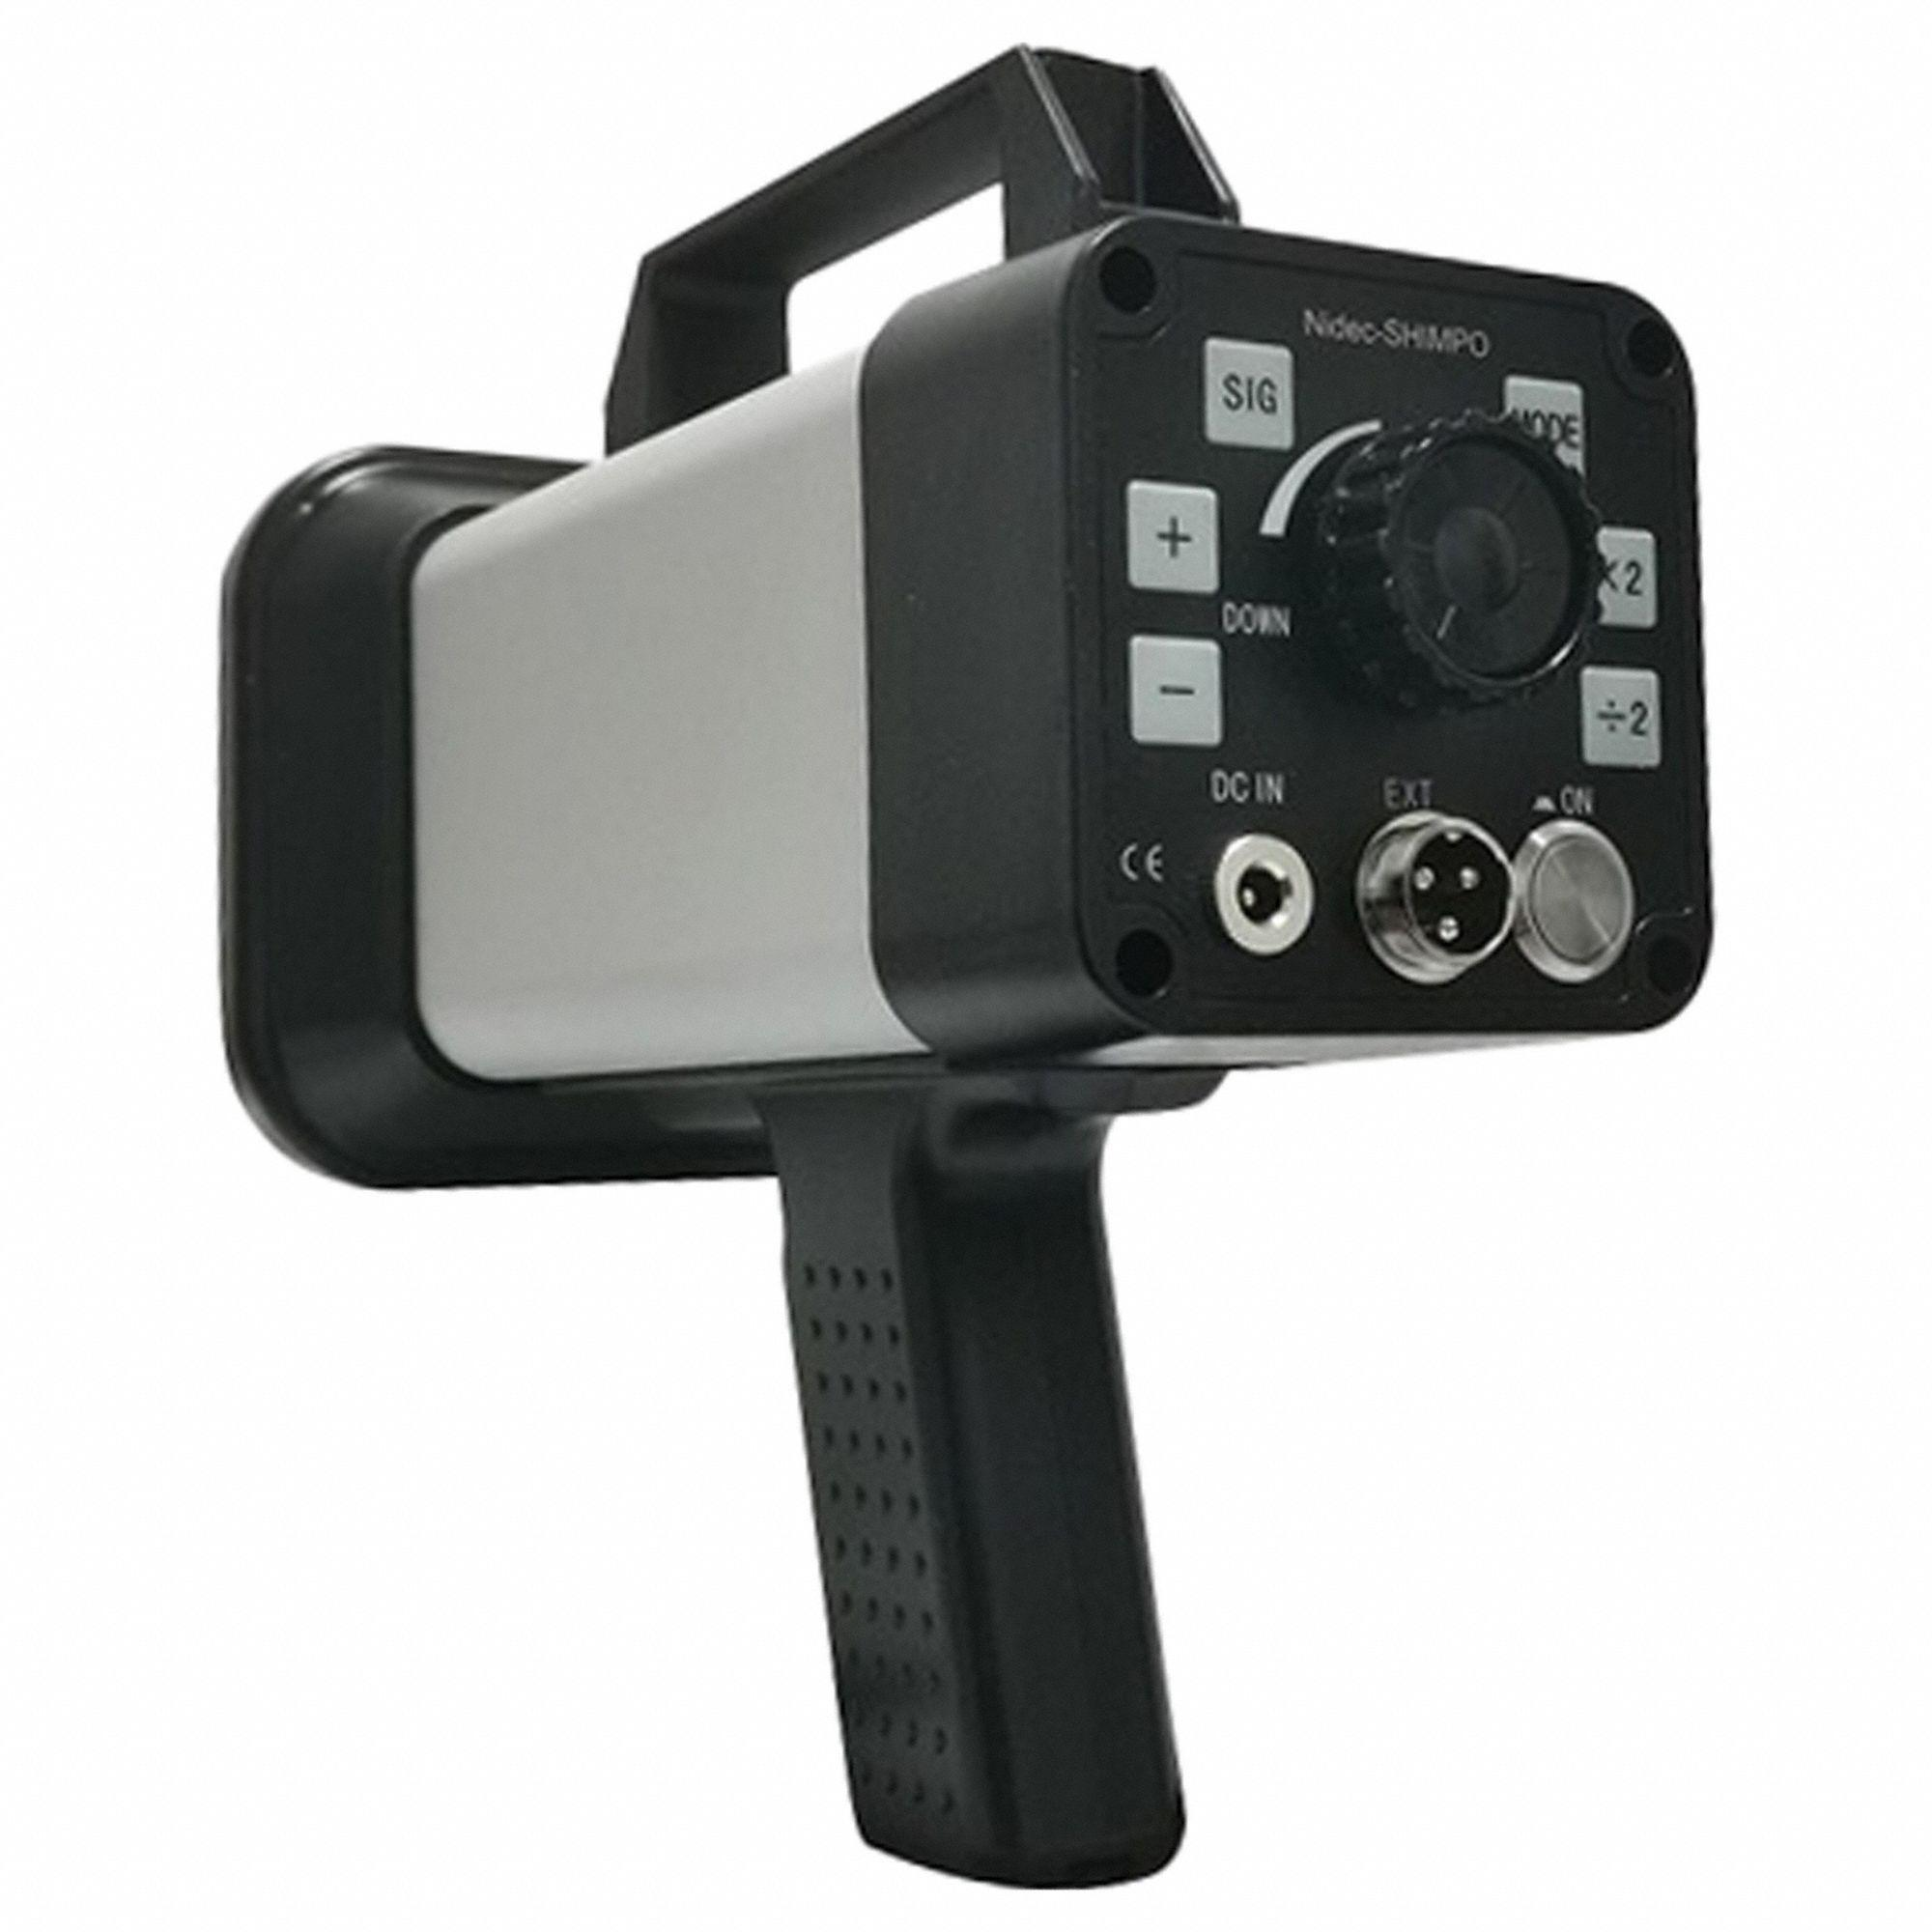 Nidec-SHIMPO
SIG
MODE
+
×2
DOWN
−
÷2
DC IN
EXT
ON
CE